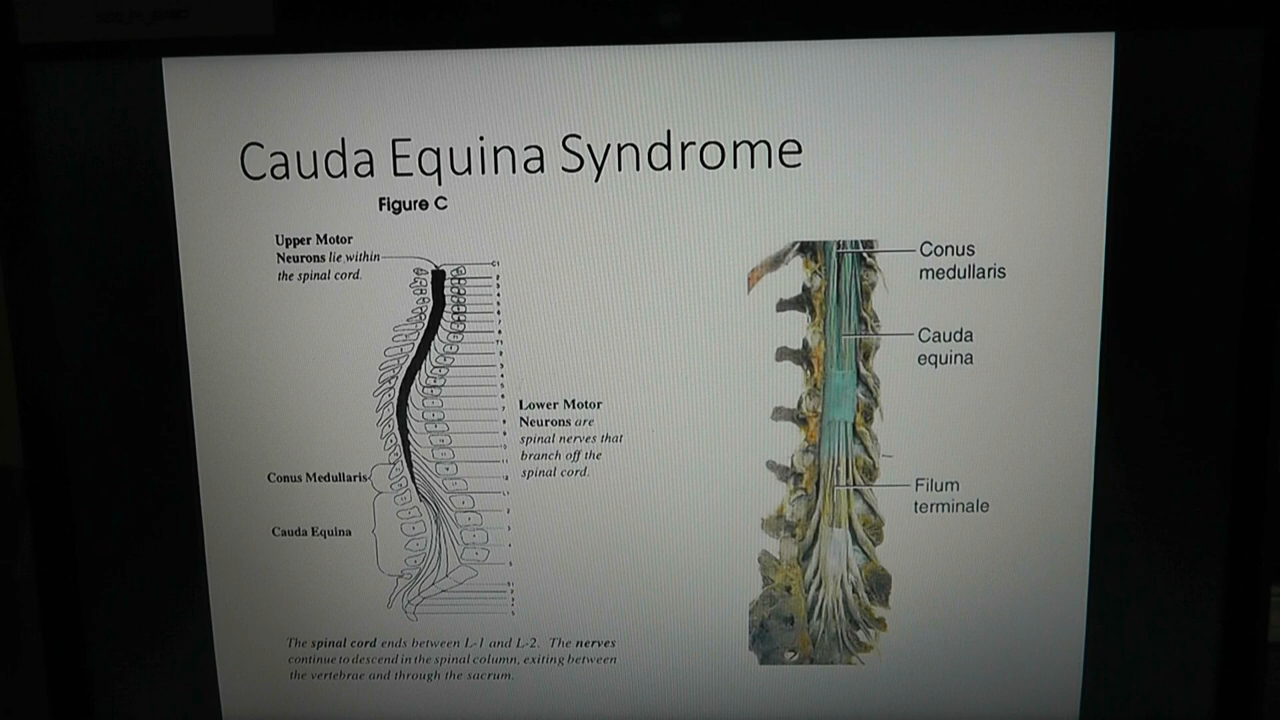 Cauda Equina Syndrome
Figure C
Upper Motor
Neurons lie within
the spinal cord.
C1
Lower Motor
Neurons are
spinal nerves that
branch off the
spinal cord.
Conus Medullaris
Cauda Equina
The spinal cord ends between L-1 and L-2. The nerves
continue to descend in the spinal column, exiting between
the vertebrae and through the sacrum.
Conus
medullaris
Cauda
equina
Filum
terminale